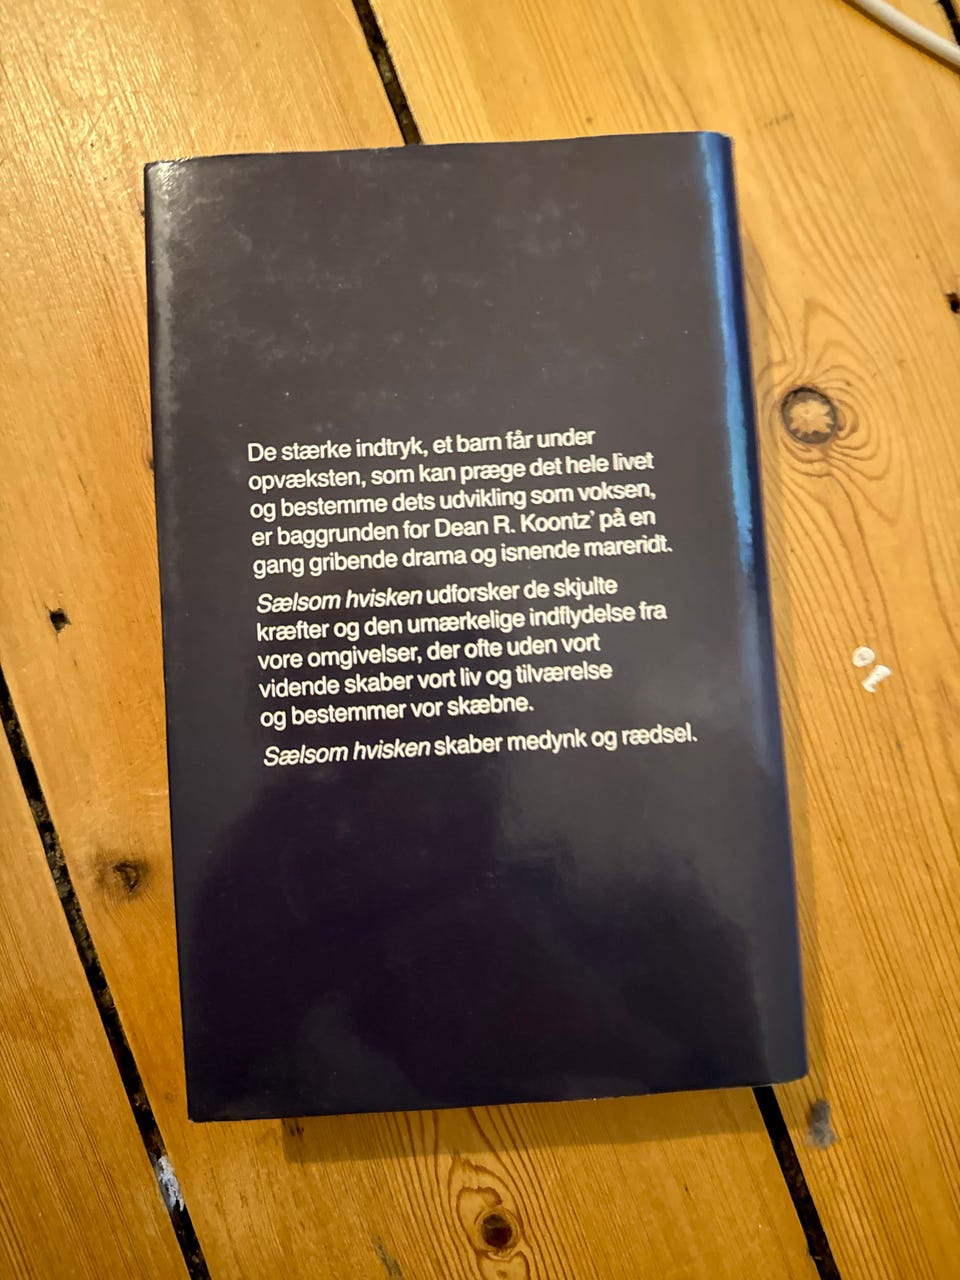 De stærke indtryk, et barn får under
opvæksten, som kan præge det hele livet
og bestemme dets udvikling som voksen,
er baggrunden for Dean R. Koontz' på en
gang gribende drama og isnende mareridt.
Sælsom hvisken udforsker de skjulte
kræfter og den umærkelige indflydelse fra
vore omgivelser, der ofte uden vort
vidende skaber vort liv og tilværelse
og bestemmer vor skæbne.
Sælsom hvisken skaber medynk og rædsel.